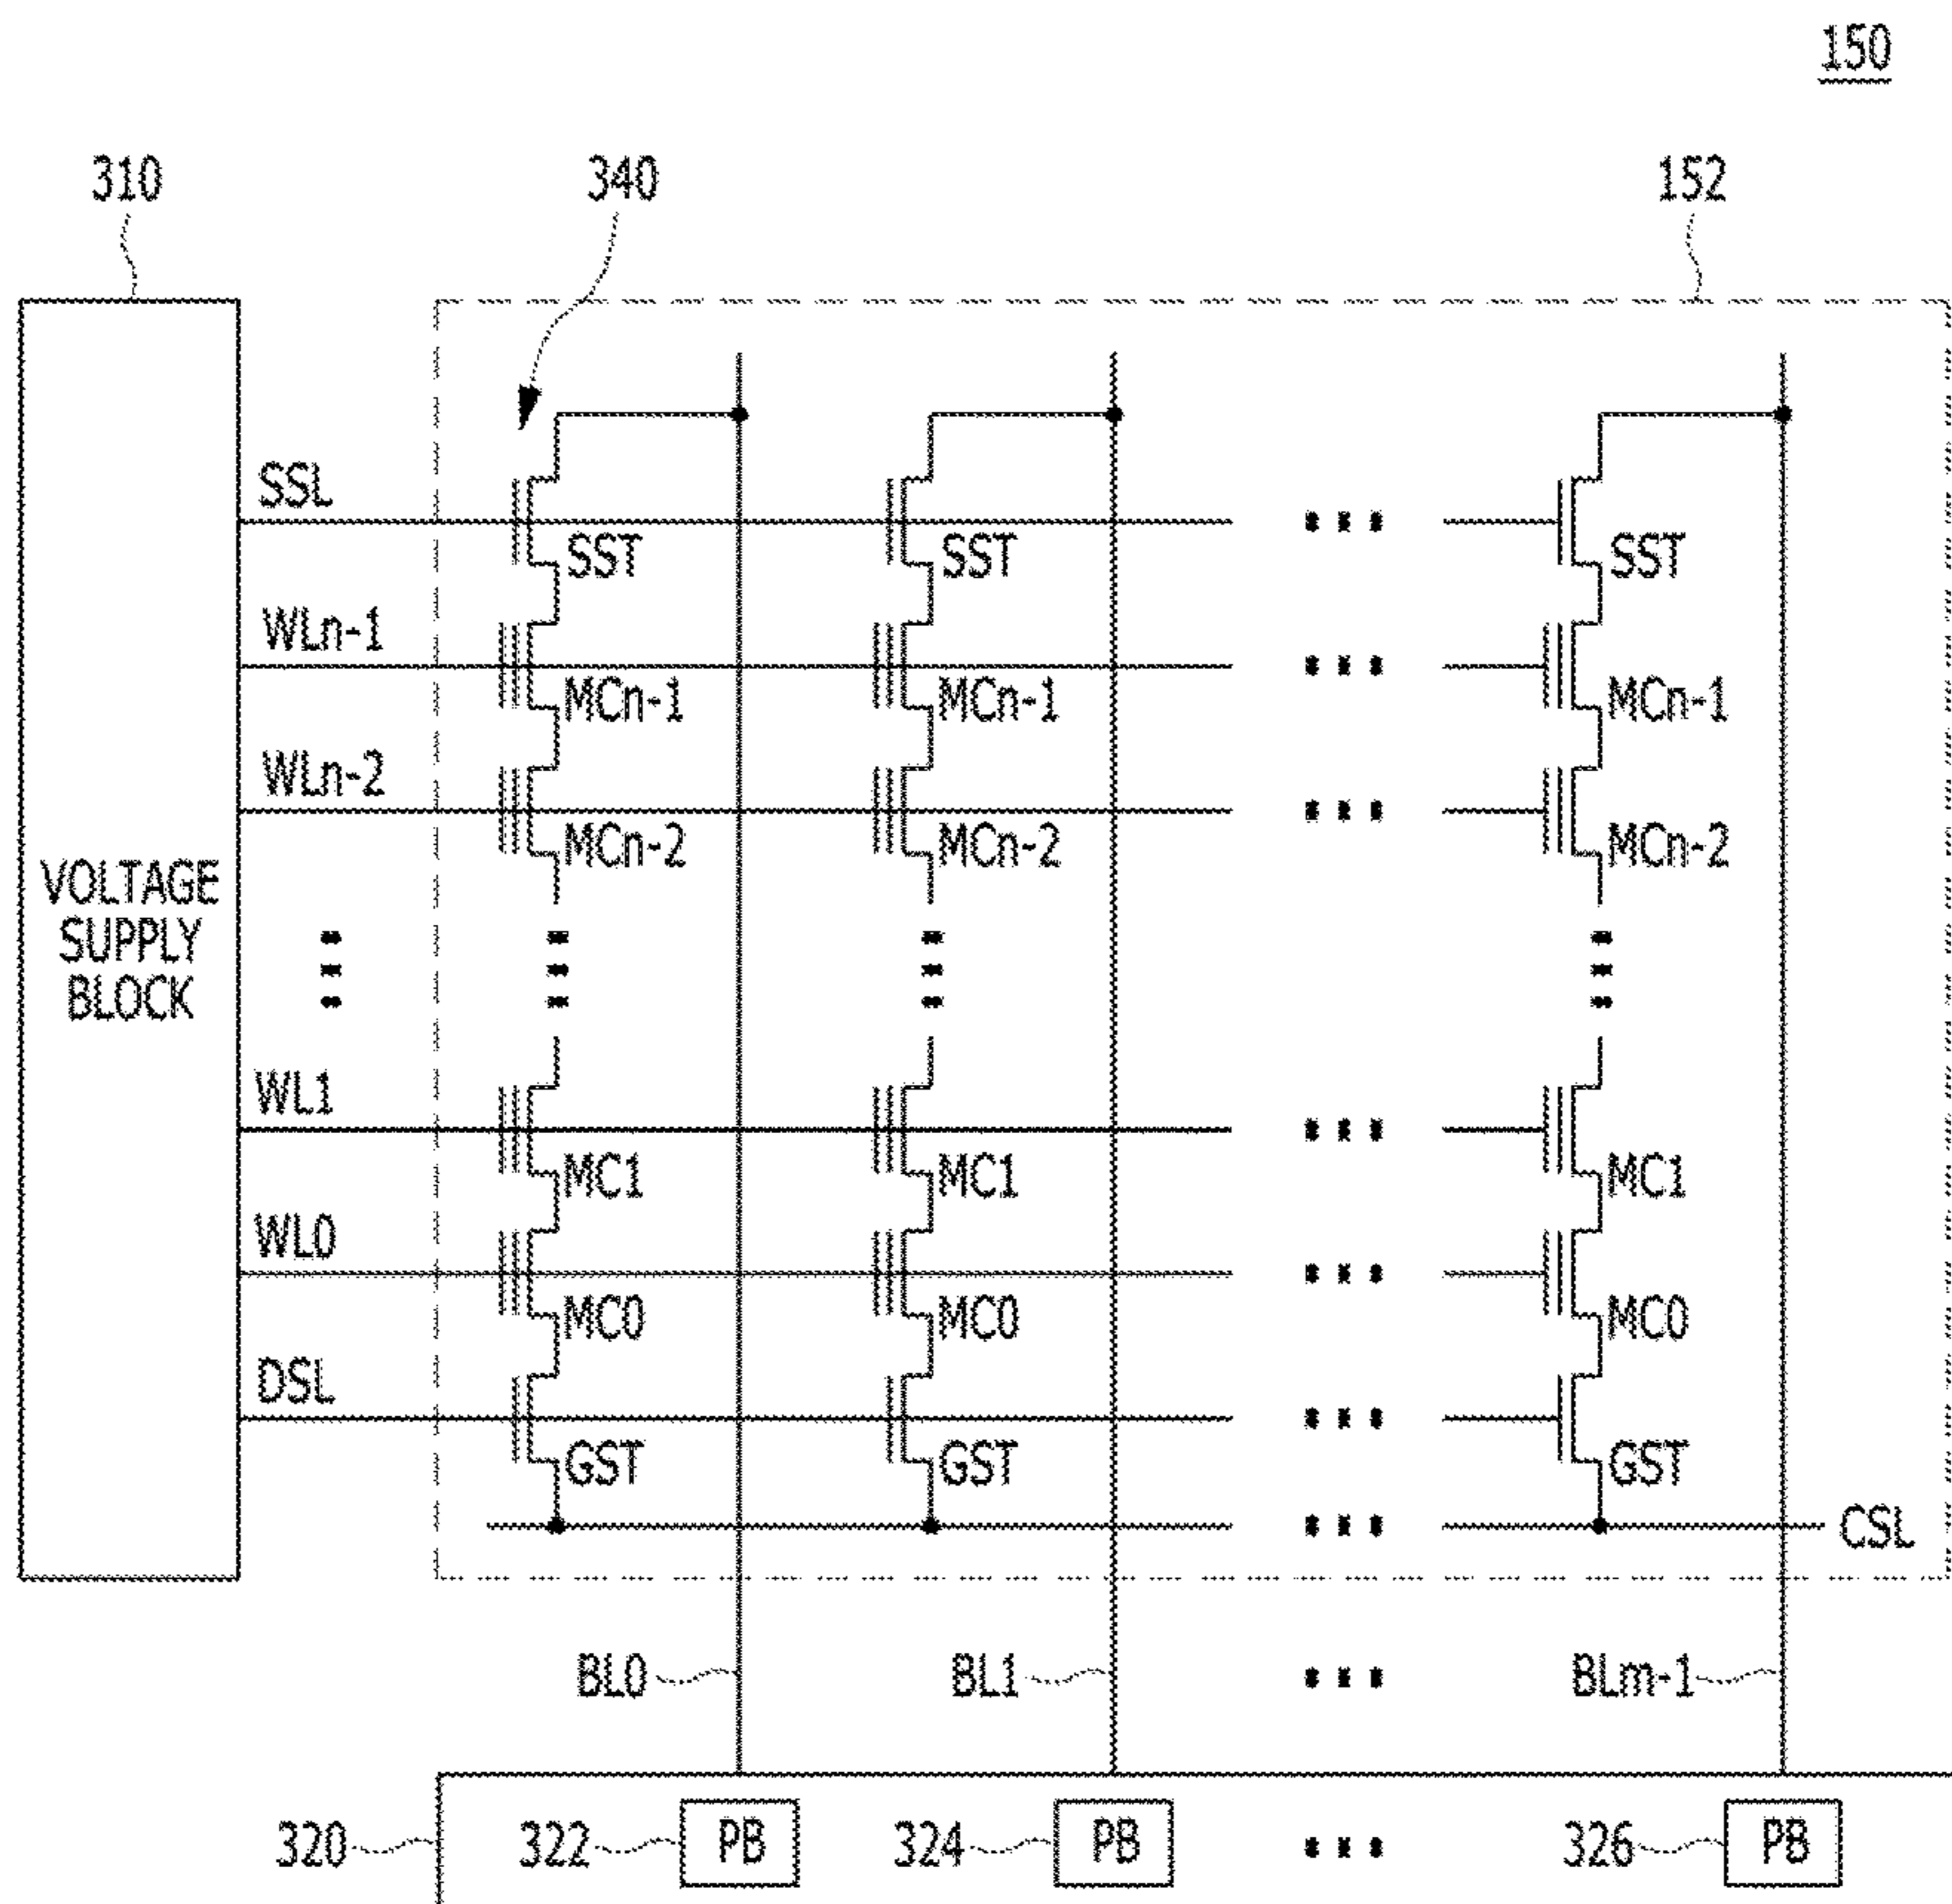 150
310 340 152
SSL
SST SST SST
WLn-1
MCn-1 MCn-1 MCn-1
WLn-2
MCn-2 MCn-2 MCn-2
VOLTAGE
SUPPLY
BLOCK
WL1
MC1 MC1 MC1
WL0
MC0 MC0 MC0
DSL
GST GST GST
CSL
BL0 BL1 BLm-1
320 322 PB 324 PB 326 PB